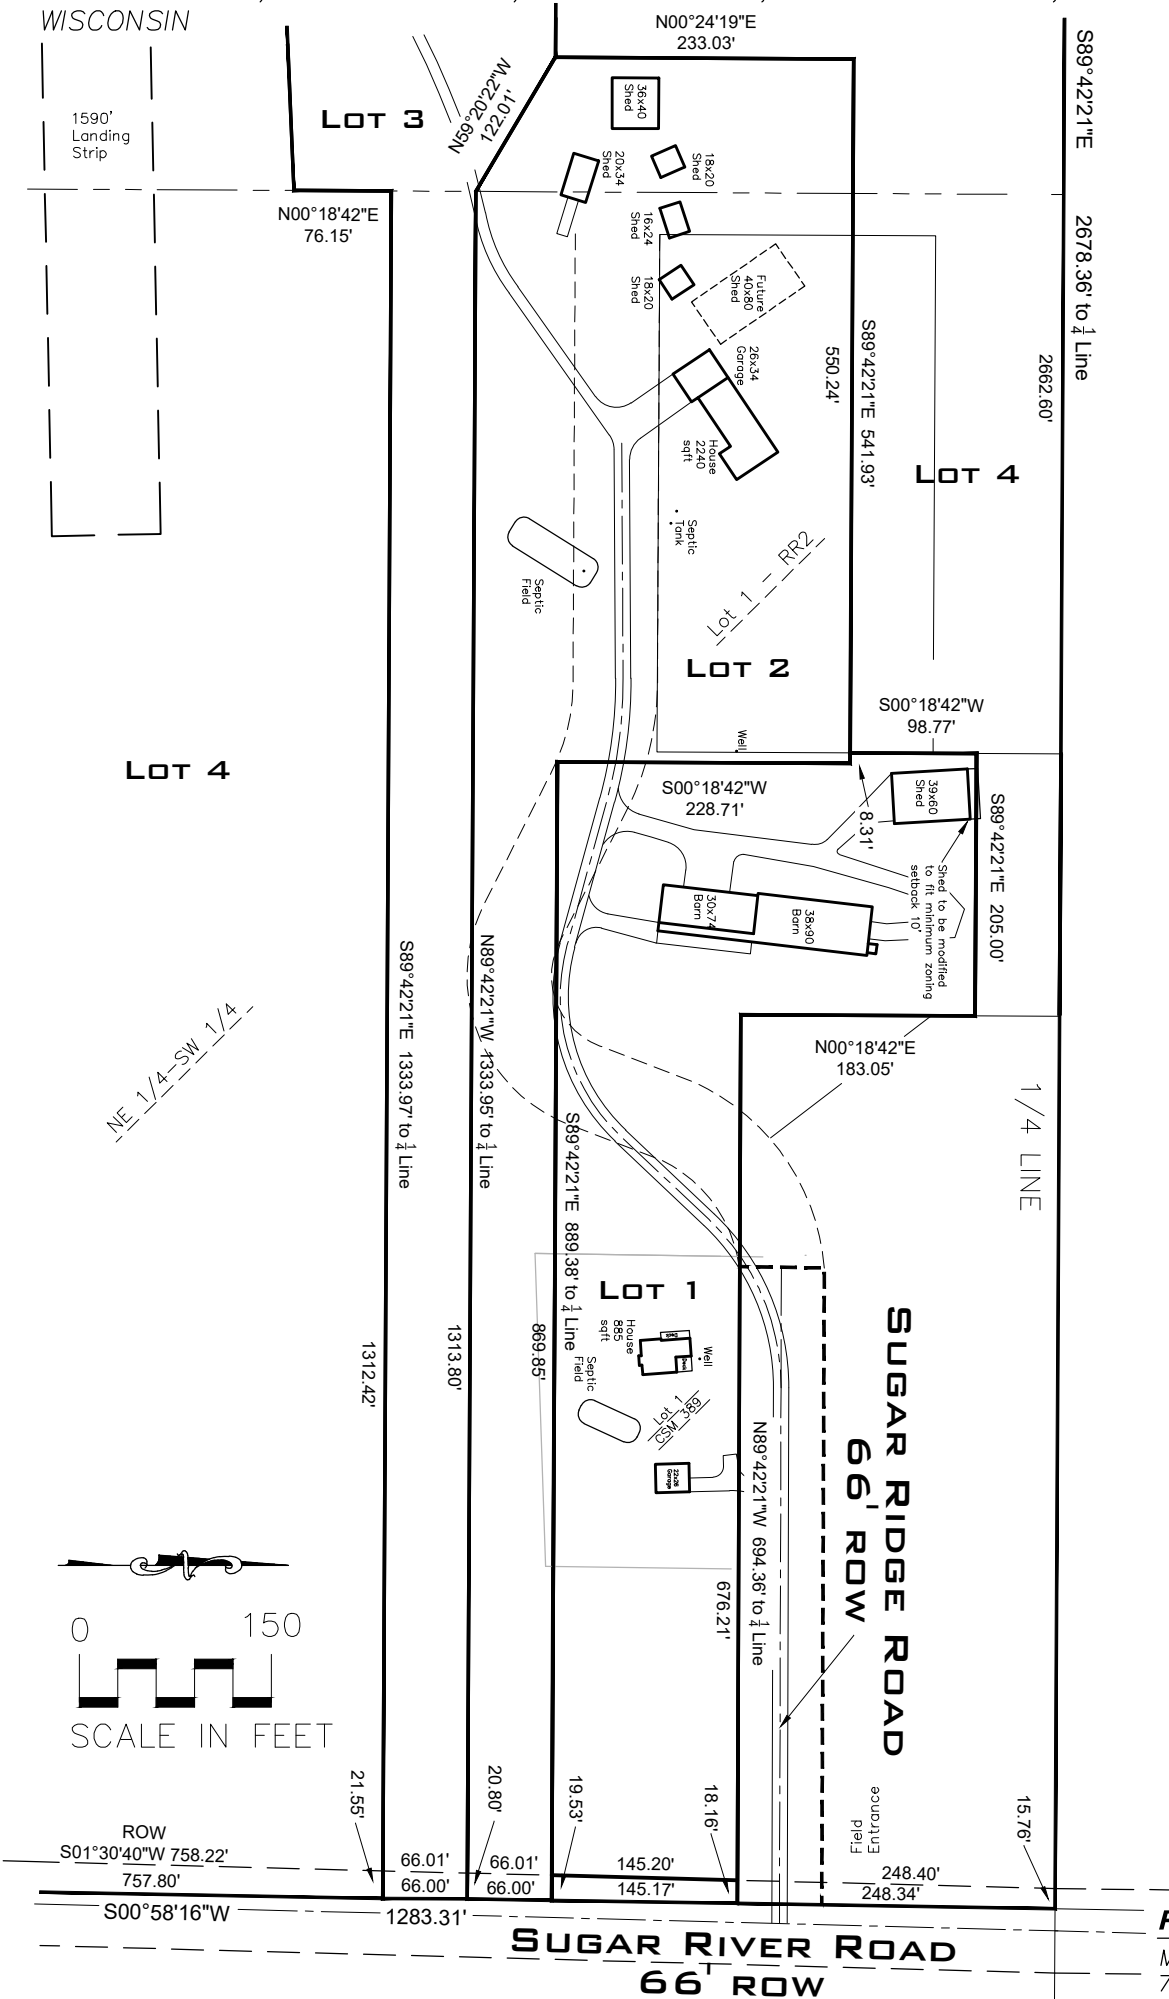 WISCONSIN
N00°24'19"E
233.03'
S89°42'21"E 2678.36' to 1/4 Line
1590'
Landing
Strip
LOT 3
N59°20'22"W
122.01'
36x40
Shed
20x34
Shed
18x20
Shed
N00°18'42"E
76.15'
16x24
Shed
18x20
Shed
Future
40x80
Shed
26x34
Garage
550.24'
S89°42'21"E 541.93'
2662.60'
House
2240
sqft
LOT 4
Septic
Tank
Septic
Field
Lot 1 - RR2
LOT 2
S00°18'42"W
98.77'
Well
LOT 4
S00°18'42"W
228.71'
8.31'
39x60
Shed
S89°42'21"E 205.00'
Shed to be modified
to fit minimum zoning
setback 10'
30x74
Barn
38x90
Barn
S89°42'21"E 1333.97' to 1/4 Line
N89°42'21"W 1333.95' to 1/4 Line
NE 1/4-SW 1/4
N00°18'42"E
183.05'
1/4 LINE
S89°42'21"E 889.38' to 1/4 Line
LOT 1
House
885
sqft
Deck
Deck
Well
Septic
Field
Lot 1
CSM 389
22x26
Garage
1312.42'
1313.80'
869.85'
N89°42'21"W 694.36' to 1/4 Line
676.21'
SUGAR RIDGE ROAD
66' ROW
0 150
SCALE IN FEET
21.55'
20.80'
19.53'
18.16'
Field
Entrance
15.76'
ROW
S01°30'40"W 758.22'
66.01'
66.01'
145.20'
248.40'
757.80'
66.00'
66.00'
145.17'
248.34'
S00°58'16"W
1283.31'
SUGAR RIVER ROAD
66' ROW